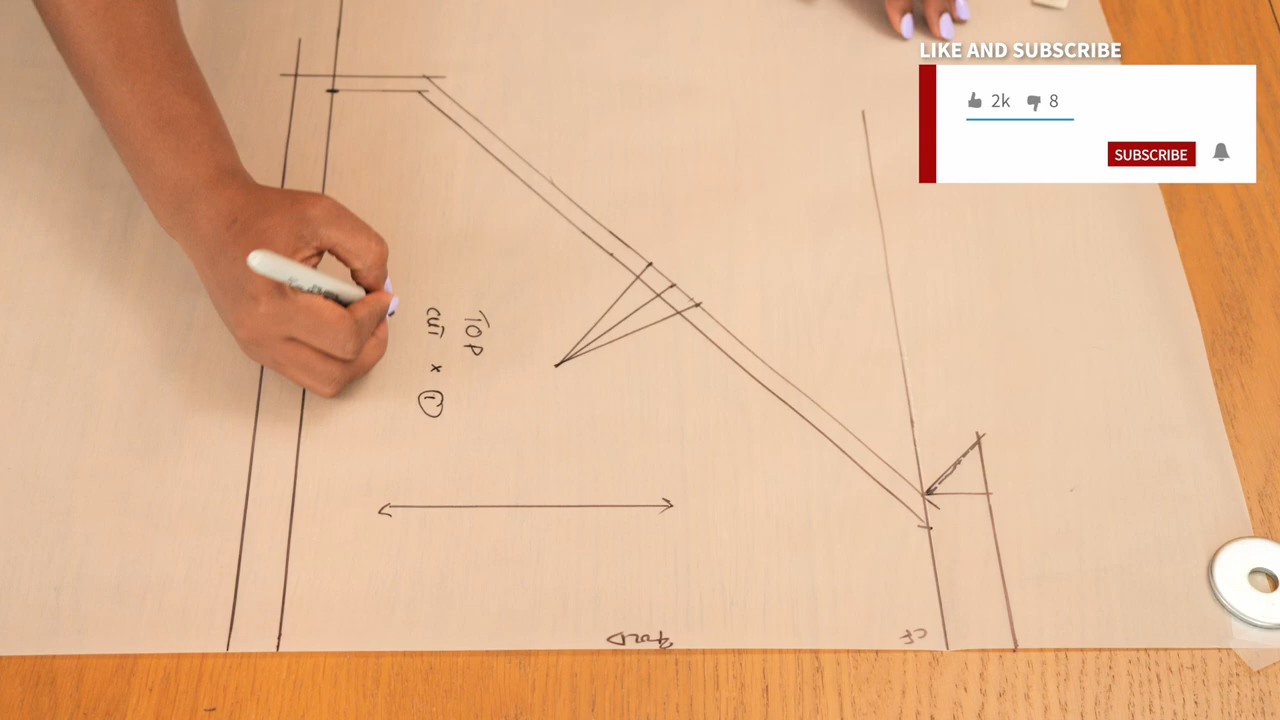 LIKE AND SUBSCRIBE
2k 8
SUBSCRIBE
TOP
CUT x 1
FOLD
CF